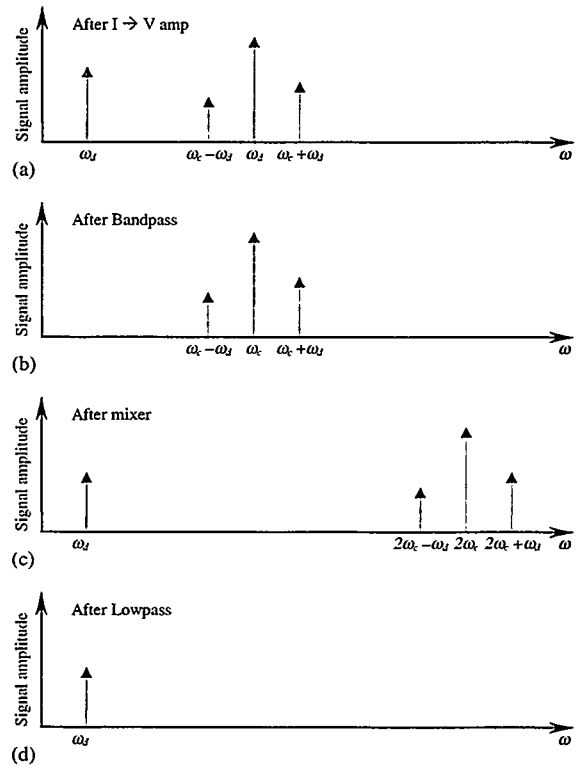 After I → V amp
Signal amplitude
ω_d ω_c − ω_d ω_d ω_c + ω_d ω
(a)
After Bandpass
Signal amplitude
ω_c − ω_d ω_c ω_c + ω_d ω
(b)
After mixer
Signal amplitude
ω_d 2ω_c − ω_d 2ω_c 2ω_c + ω_d ω
(c)
After Lowpass
Signal amplitude
ω_d ω
(d)